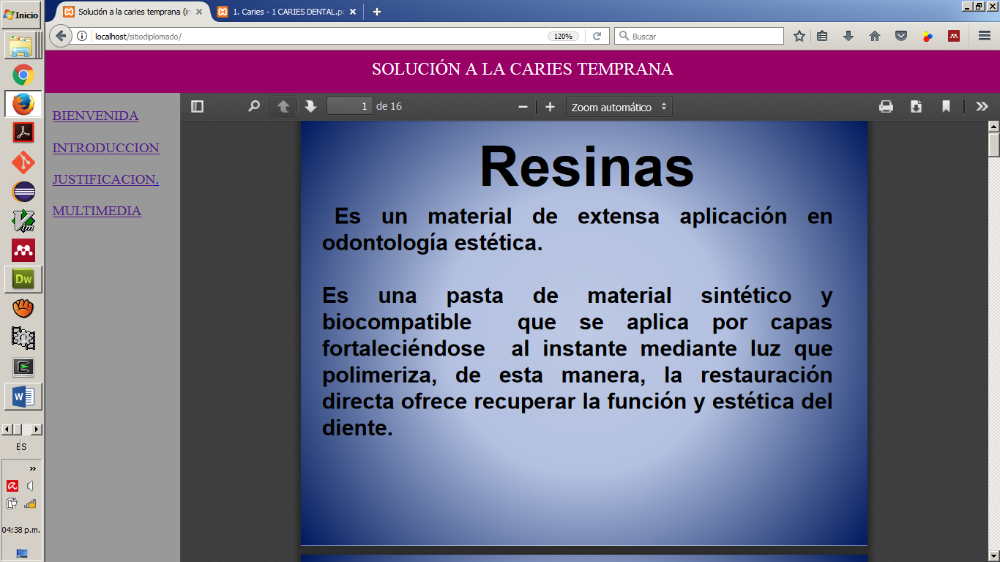 Inicio
Solución a la caries temprana (in
1. Caries - 1 CARIES DENTAL.pc
localhost/sitiodiplomado/
120%
Buscar
SOLUCIÓN A LA CARIES TEMPRANA
BIENVENIDA
INTRODUCCION
JUSTIFICACION.
MULTIMEDIA
1 de 16
Zoom automático
Resinas
Es un material de extensa aplicación en
odontología estética.
Es una pasta de material sintético y
biocompatible que se aplica por capas
fortaleciéndose al instante mediante luz que
polimeriza, de esta manera, la restauración
directa ofrece recuperar la función y estética del
diente.
Dw
W
ES
04:38 p.m.